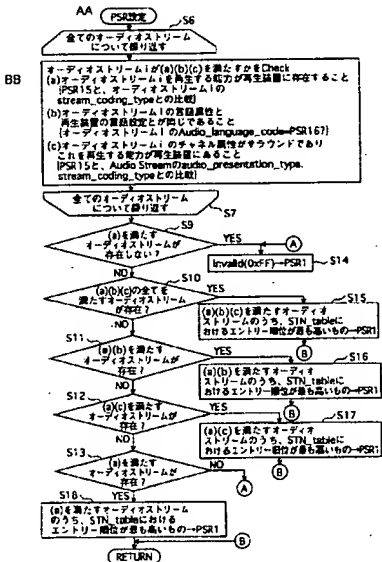 AA
PSR設定
S6
全てのオーディオストリーム
について繰り返す
BB
オーディオストリームiが(a)(b)(c)を満たすかをCheck
(a)オーディオストリームiを再生する能力が再生装置に存在すること
[PSR15と、オーディオストリームiの
stream_coding_typeとの比較]
(b)オーディオストリームiの言語属性と
再生装置の言語設定とが同じであること
[オーディオストリームiのAudio_language_code=PSR16?]
(c)オーディオストリームiのチャネル属性がサラウンドであり
これを再生する能力が再生装置にあること
[PSR15と、Audio Streamのaudio_presentation_type.
stream_coding_typeとの比較]
全てのオーディオストリーム
について繰り返す
S7
S9
(a)を満たす
オーディオストリームが
存在しない?
YES
A
Invalid(0xFF)→PSR1
S14
NO
S10
(a)(b)(c)の全てを
満たすオーディオストリーム
が存在?
YES
S15
(a)(b)(c)を満たすオーディオ
ストリームのうち、STN_tableに
おけるエントリー順位が最も高いもの→PSR1
NO
B
S11
(a)(b)を満たす
オーディオストリームが
存在?
YES
S16
(a)(b)を満たすオーディオ
ストリームのうち、STN_tableに
おけるエントリー順位が最も高いもの→PSR1
NO
B
S12
(a)(c)を満たす
オーディオストリームが
存在?
YES
S17
(a)(c)を満たすオーディオ
ストリームのうち、STN_tableに
おけるエントリー順位が最も高いもの→PSR1
NO
B
S13
(a)を満たす
オーディオストリームが
存在?
NO
A
YES
S18
(a)を満たすオーディオストリーム
のうち、STN_tableにおける
エントリー順位が最も高いもの→PSR1
B
RETURN